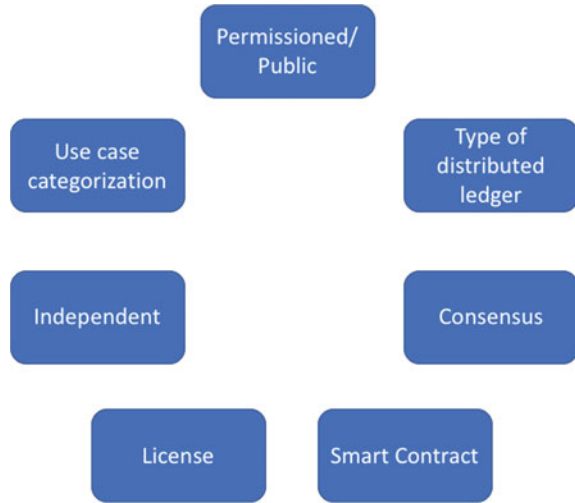 Permissioned/
Public
Use case
categorization
Type of
distributed
ledger
Independent
Consensus
License
Smart Contract